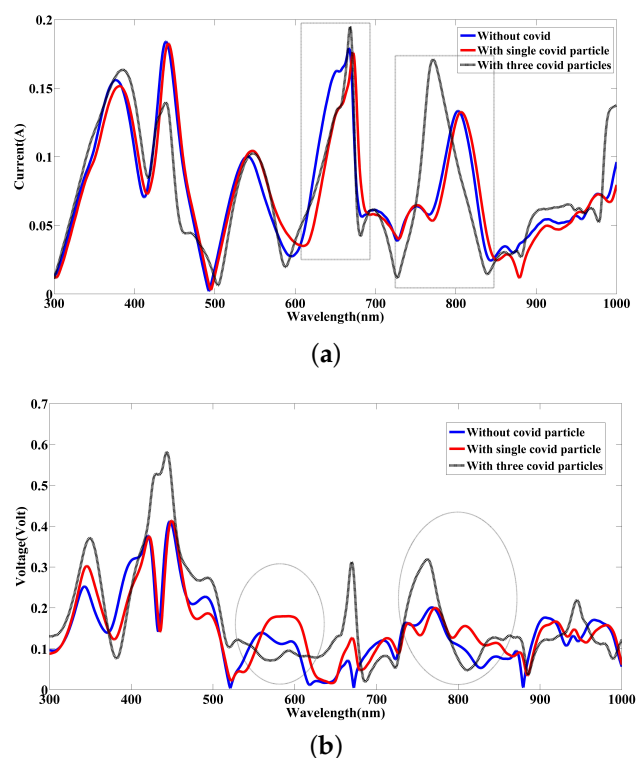 0.2
0.15
0.1
0.05
0
Current(A)
Without covid
With single covid particle
With three covid particles
300 400 500 600 700 800 900 1000
Wavelength(nm)
(a)
0.7
0.6
0.5
0.4
0.3
0.2
0.1
0
Voltage(Volt)
Without covid particle
With single covid particle
With three covid particles
300 400 500 600 700 800 900 1000
Wavelength(nm)
(b)